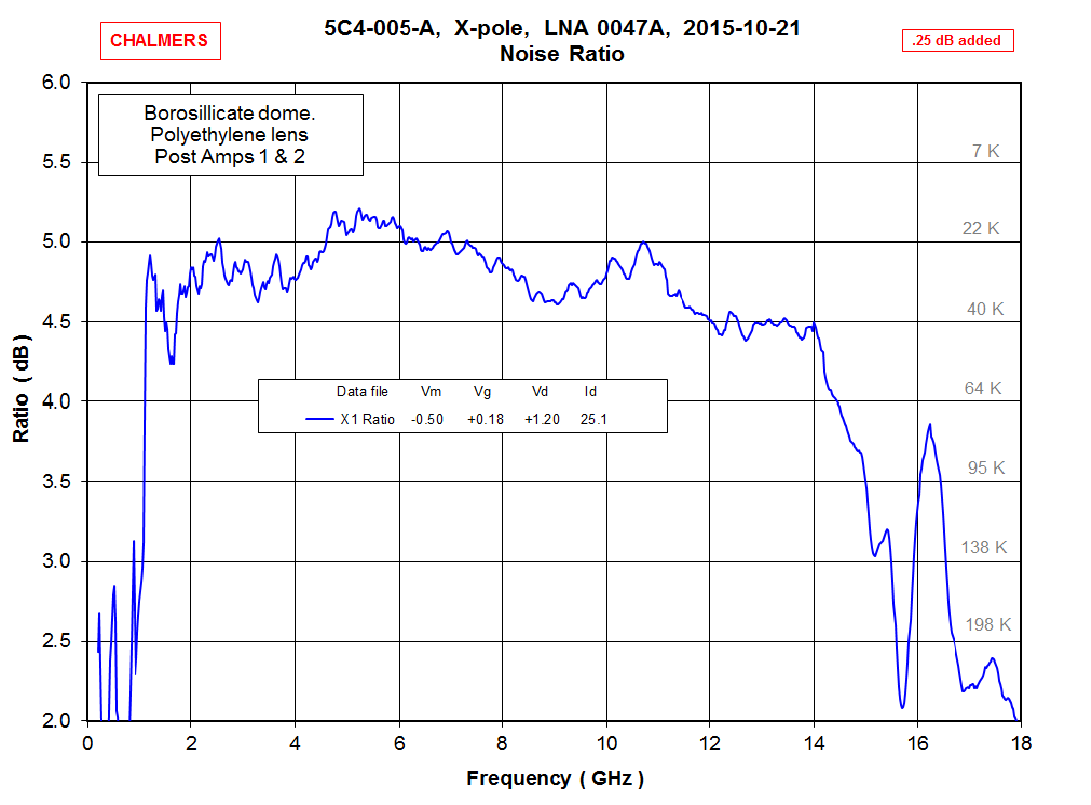 CHALMERS
5C4-005-A, X-pole, LNA 0047A, 2015-10-21
Noise Ratio
.25 dB added
Borosillicate dome.
Polyethylene lens
Post Amps 1 & 2
6.0
5.5
5.0
4.5
4.0
3.5
3.0
2.5
2.0
Ratio ( dB )
7 K
22 K
40 K
64 K
95 K
138 K
198 K
Data file Vm Vg Vd Id
X1 Ratio -0.50 +0.18 +1.20 25.1
0 2 4 6 8 10 12 14 16 18
Frequency ( GHz )